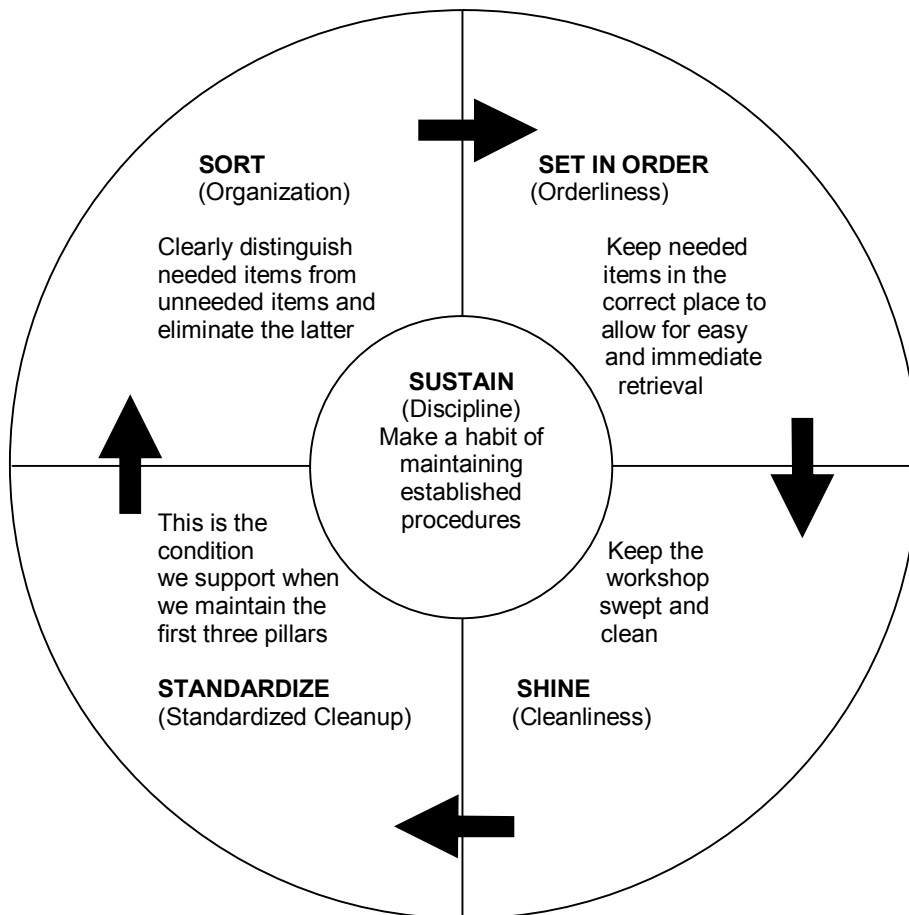 SORT
(Organization)
Clearly distinguish
needed items from
unneeded items and
eliminate the latter
SET IN ORDER
(Orderliness)
Keep needed
items in the
correct place to
allow for easy
and immediate
retrieval
SUSTAIN
(Discipline)
Make a habit of
maintaining
established
procedures
This is the
condition
we support when
we maintain the
first three pillars
STANDARDIZE
(Standardized Cleanup)
Keep the
workshop
swept and
clean
SHINE
(Cleanliness)